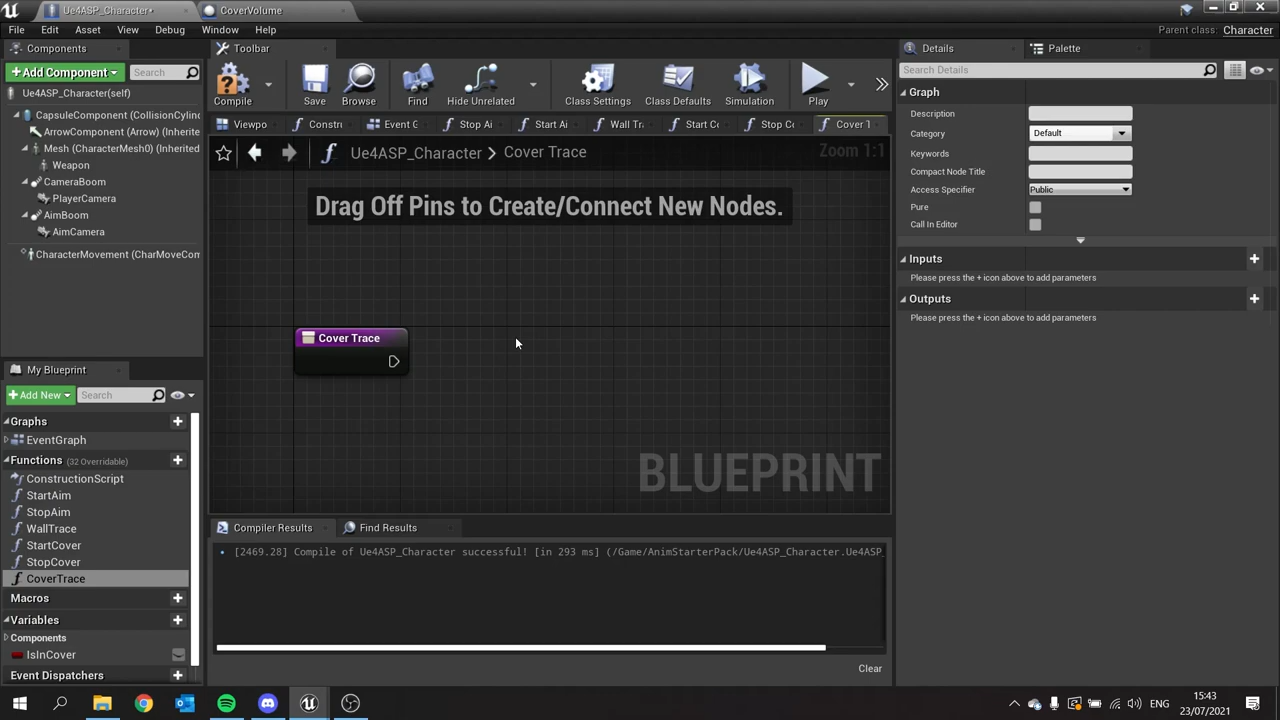 Ue4ASP_Character*
CoverVolume
File Edit Asset View Debug Window Help
Parent class: Character
Components
Add Component
Search
Ue4ASP_Character(self)
CapsuleComponent (CollisionCylin
ArrowComponent (Arrow) (Inherite
Mesh (CharacterMesh0) (Inherited
Weapon
CameraBoom
PlayerCamera
AimBoom
AimCamera
CharacterMovement (CharMoveCom
My Blueprint
Add New
Search
Graphs
EventGraph
Functions (32 Overridable)
ConstructionScript
StartAim
StopAim
WallTrace
StartCover
StopCover
CoverTrace
Macros
Variables
Components
IsInCover
Event Dispatchers
Toolbar
Compile
Save
Browse
Find
Hide Unrelated
Class Settings
Class Defaults
Simulation
Play
Viewpo
Constru
Event G
Stop Ai
Start Ai
Wall Tr
Start Co
Stop Co
Cover T
Ue4ASP_Character > Cover Trace
Zoom 1:1
Drag Off Pins to Create/Connect New Nodes.
Cover Trace
BLUEPRINT
Compiler Results
Find Results
[2469.28] Compile of Ue4ASP_Character successful! [in 293 ms] (/Game/AnimStarterPack/Ue4ASP_Character.Ue4ASP_
Clear
Details
Palette
Search Details
Graph
Description
Category
Default
Keywords
Compact Node Title
Access Specifier
Public
Pure
Call In Editor
Inputs
Please press the + icon above to add parameters
Outputs
Please press the + icon above to add parameters
ENG
15:43
23/07/2021